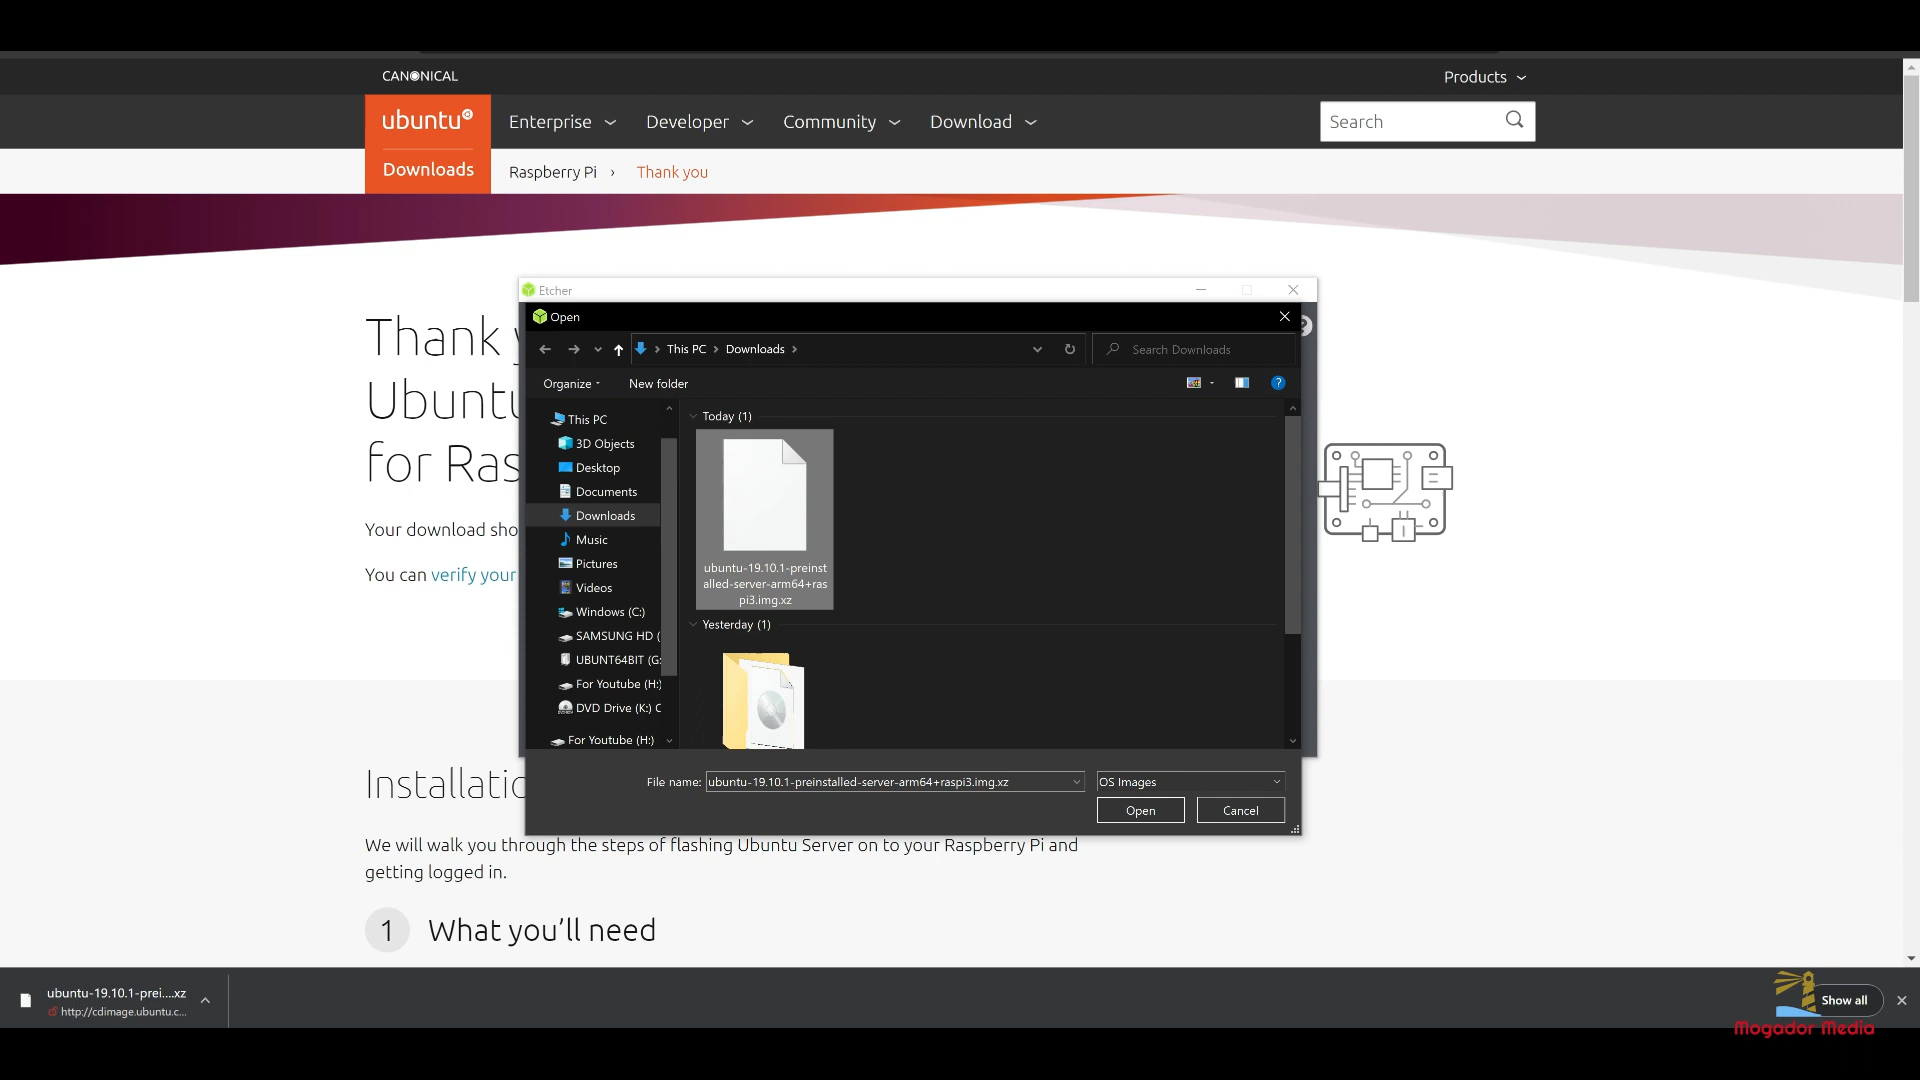 CANONICAL
Products
ubuntu
Enterprise
Developer
Community
Download
Search
Downloads
Raspberry Pi
Thank you
Thank
Ubuntu
for Ras
Your download sho
You can verify your
Etcher
Open
This PC
Downloads
Search Downloads
Organize
New folder
This PC
3D Objects
Desktop
Documents
Downloads
Music
Pictures
Videos
Windows (C:)
SAMSUNG HD (
UBUNT64BIT (G:
For Youtube (H:)
DVD Drive (K:) C
For Youtube (H:)
Today (1)
ubuntu-19.10.1-preinst
alled-server-arm64+ras
pi3.img.xz
Yesterday (1)
File name:
ubuntu-19.10.1-preinstalled-server-arm64+raspi3.img.xz
OS Images
Open
Cancel
Installatio
We will walk you through the steps of flashing Ubuntu Server on to your Raspberry Pi and
getting logged in.
1 What you’ll need
ubuntu-19.10.1-prei....xz
http://cdimage.ubuntu.c...
Show all
Mogador Media